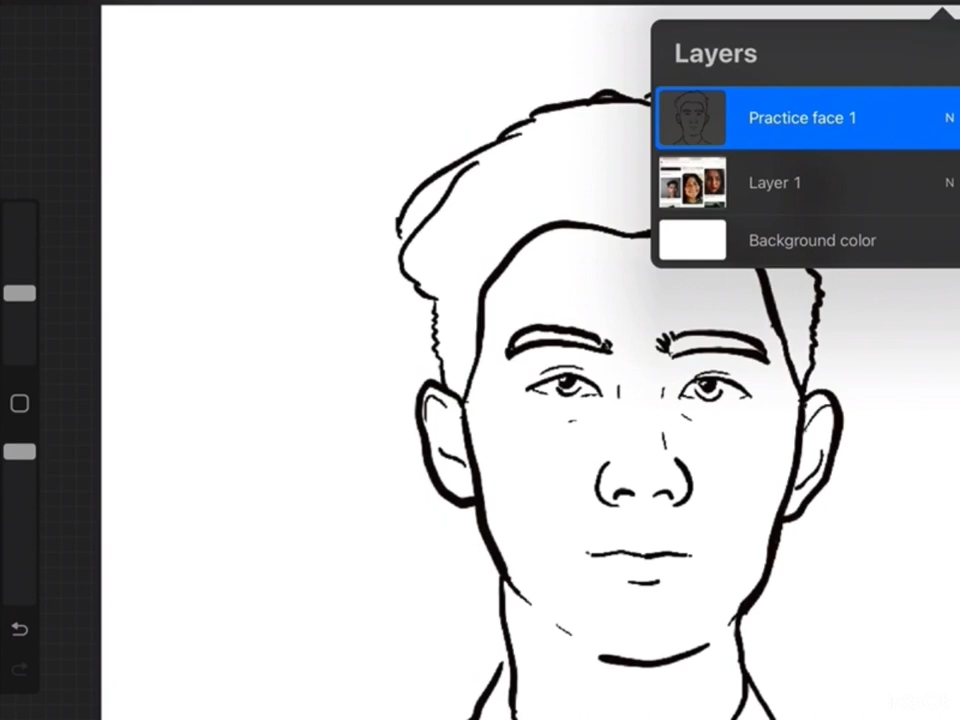 Layers
Practice face 1
N
Layer 1
N
Background color